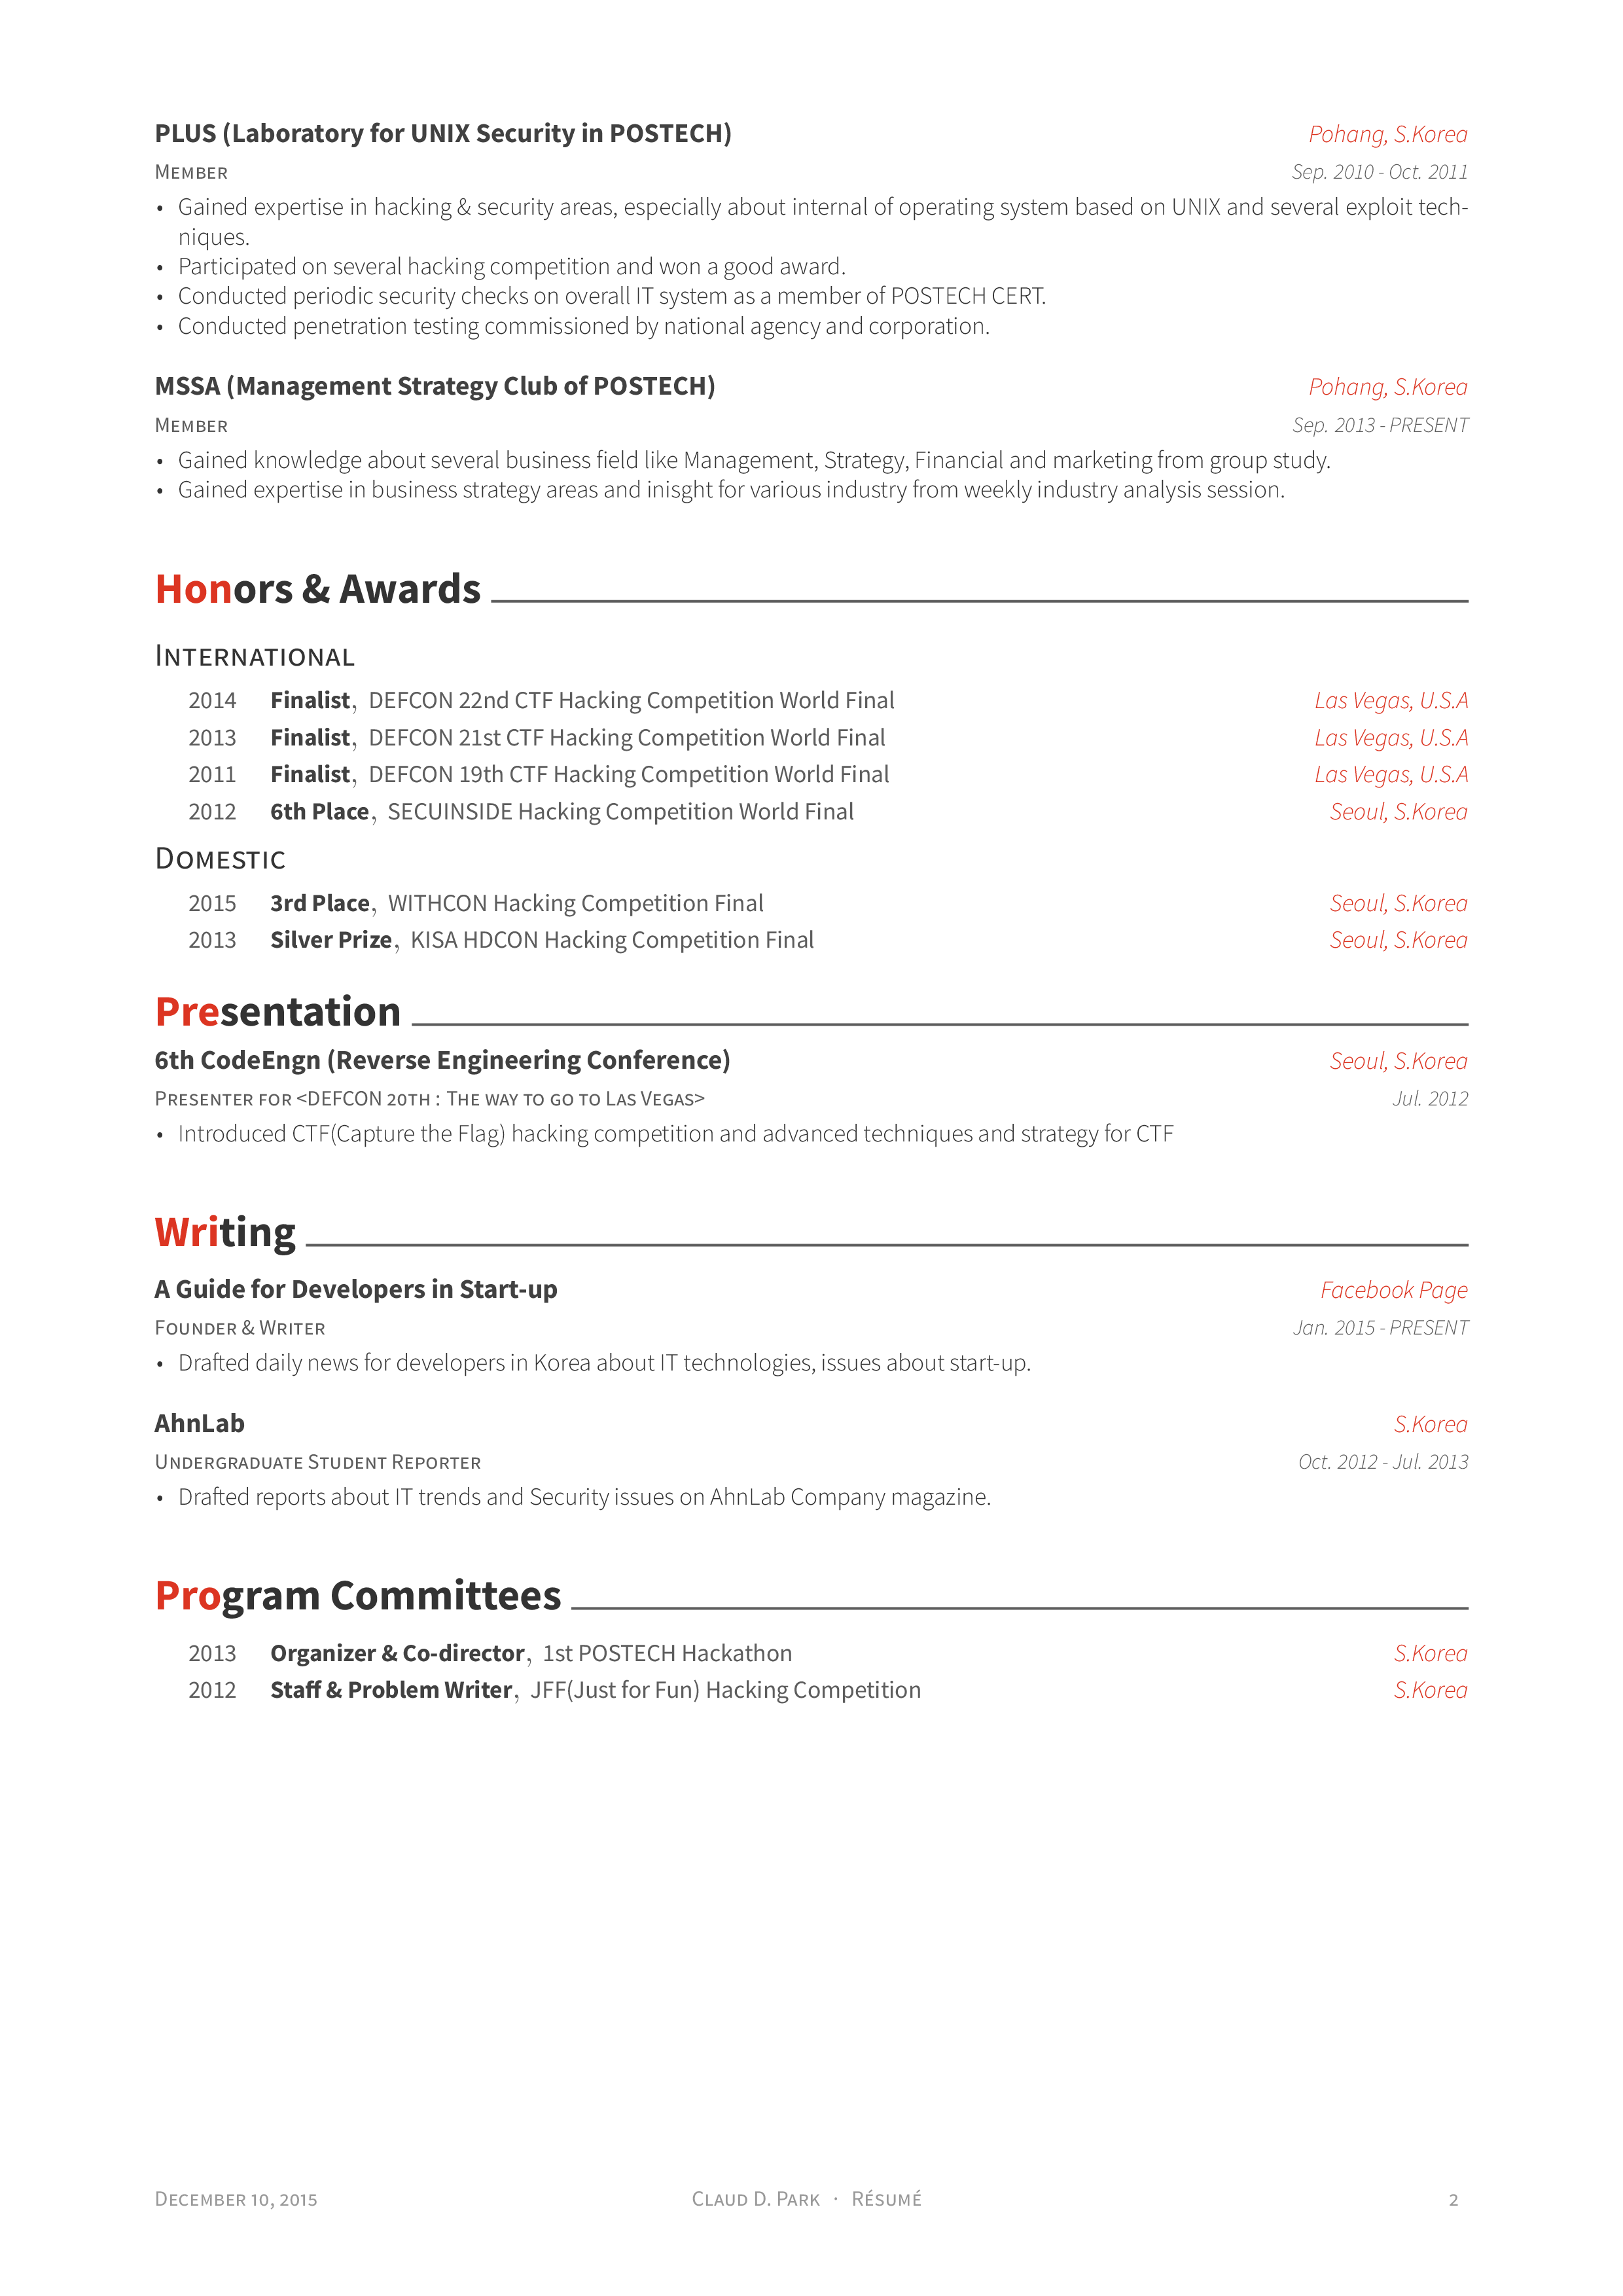 PLUS (Laboratory for UNIX Security in POSTECH) Pohang, S.Korea
Member Sep. 2010 - Oct. 2011
• Gained expertise in hacking & security areas, especially about internal of operating system based on UNIX and several exploit tech-
niques.
• Participated on several hacking competition and won a good award.
• Conducted periodic security checks on overall IT system as a member of POSTECH CERT.
• Conducted penetration testing commissioned by national agency and corporation.
MSSA (Management Strategy Club of POSTECH) Pohang, S.Korea
Member Sep. 2013 - PRESENT
• Gained knowledge about several business field like Management, Strategy, Financial and marketing from group study.
• Gained expertise in business strategy areas and inisght for various industry from weekly industry analysis session.
Honors & Awards
International
2014 Finalist, DEFCON 22nd CTF Hacking Competition World Final Las Vegas, U.S.A
2013 Finalist, DEFCON 21st CTF Hacking Competition World Final Las Vegas, U.S.A
2011 Finalist, DEFCON 19th CTF Hacking Competition World Final Las Vegas, U.S.A
2012 6th Place, SECUINSIDE Hacking Competition World Final Seoul, S.Korea
Domestic
2015 3rd Place, WITHCON Hacking Competition Final Seoul, S.Korea
2013 Silver Prize, KISA HDCON Hacking Competition Final Seoul, S.Korea
Presentation
6th CodeEngn (Reverse Engineering Conference) Seoul, S.Korea
Presenter for <DEFCON 20th : The way to go to Las Vegas> Jul. 2012
• Introduced CTF(Capture the Flag) hacking competition and advanced techniques and strategy for CTF
Writing
A Guide for Developers in Start-up Facebook Page
Founder & Writer Jan. 2015 - PRESENT
• Drafted daily news for developers in Korea about IT technologies, issues about start-up.
AhnLab S.Korea
Undergraduate Student Reporter Oct. 2012 - Jul. 2013
• Drafted reports about IT trends and Security issues on AhnLab Company magazine.
Program Committees
2013 Organizer & Co-director, 1st POSTECH Hackathon S.Korea
2012 Staff & Problem Writer, JFF(Just for Fun) Hacking Competition S.Korea
December 10, 2015 Claud D. Park · Résumé 2